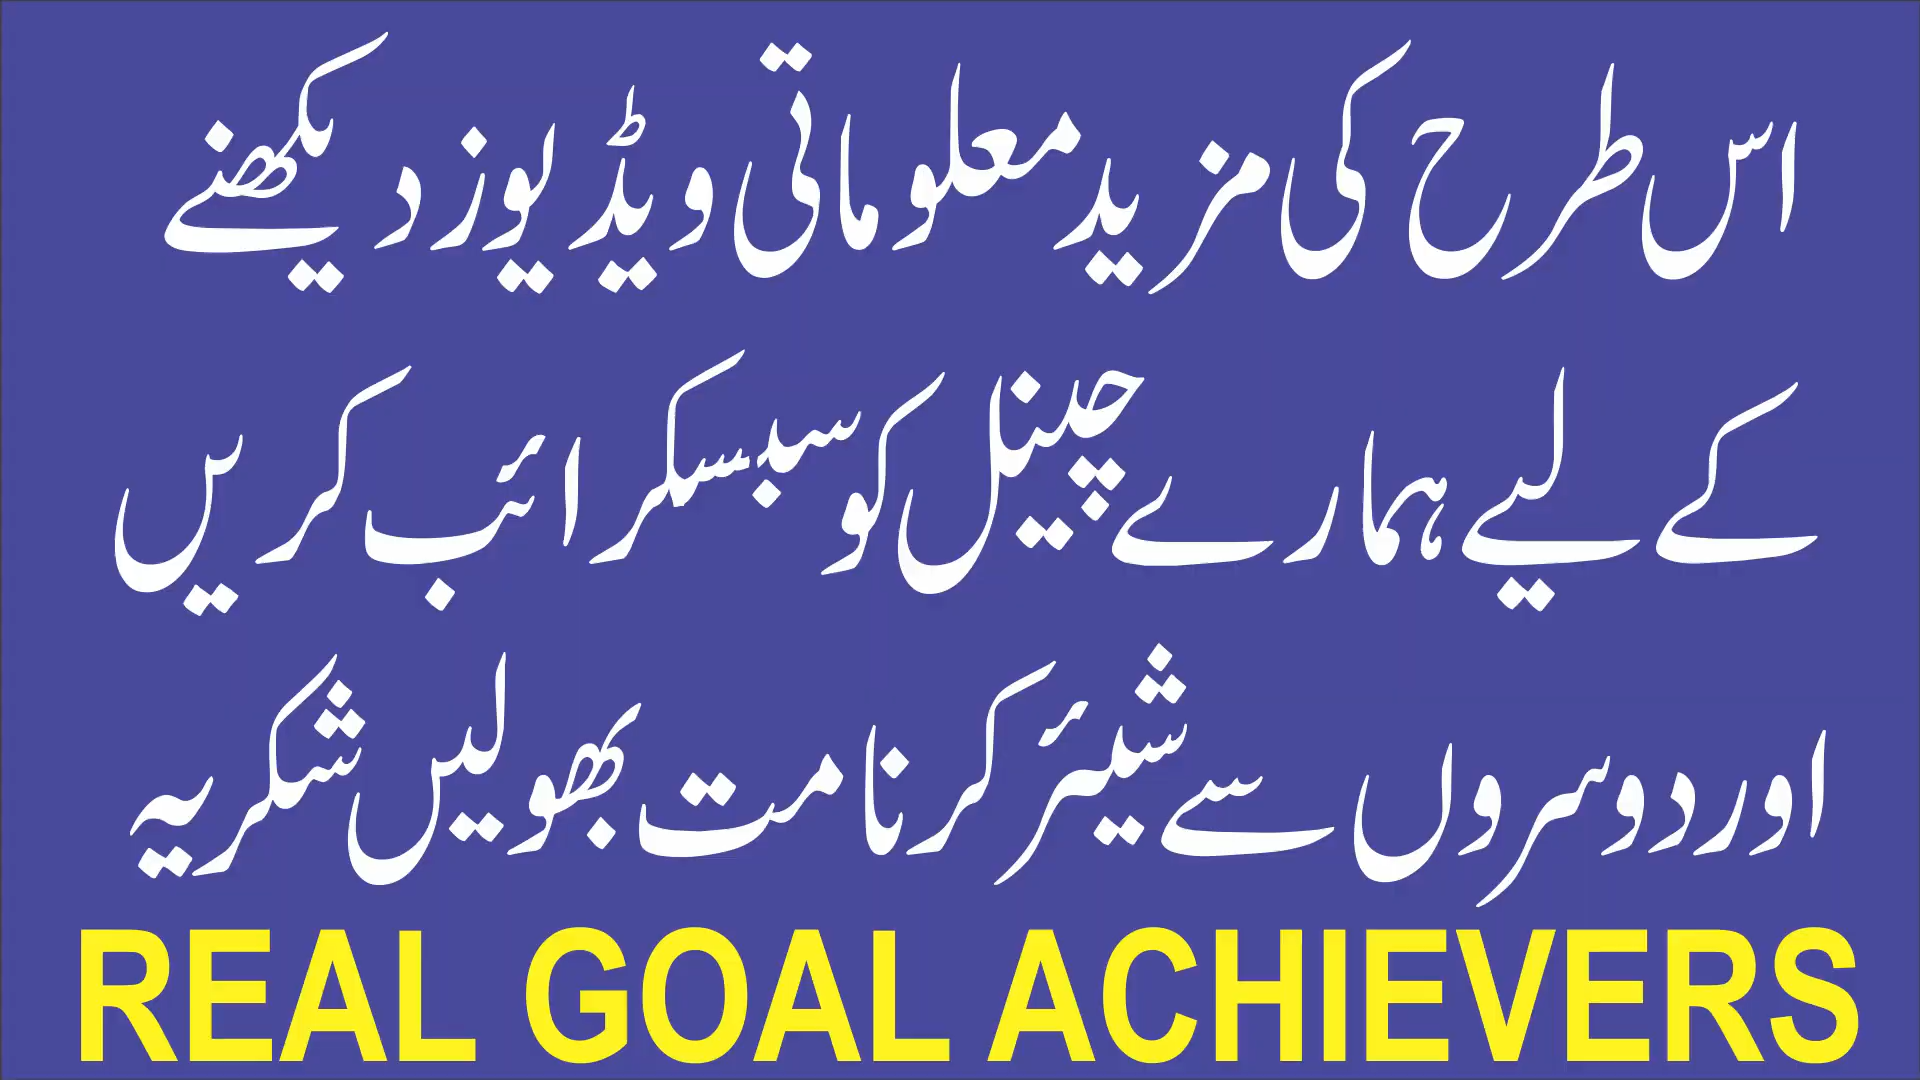 اس طرح کی مزید معلوماتی ویڈیوز دیکھنے
کے لیے ہمارے چینل کو سبسکرائب کریں
اور دوسروں سے شیئر کرنا مت بھولیں شکریہ
REAL GOAL ACHIEVERS